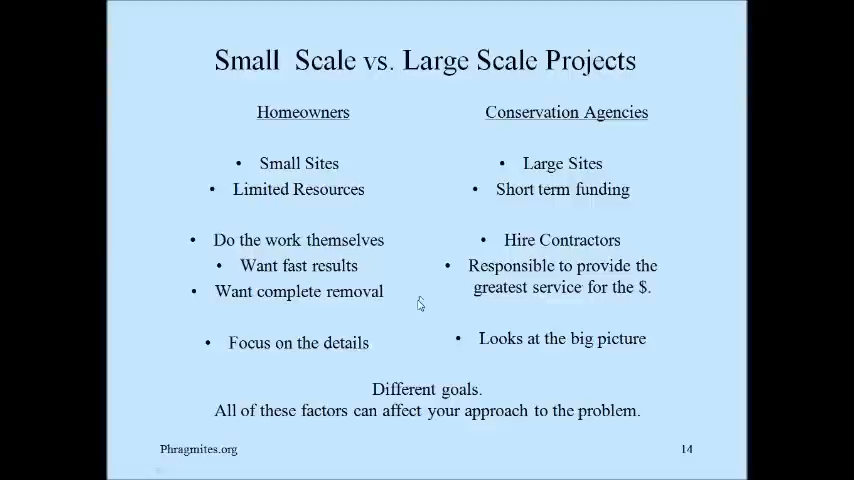 Small Scale vs. Large Scale Projects
Homeowners
• Small Sites
• Limited Resources
• Do the work themselves
• Want fast results
• Want complete removal
• Focus on the details
Conservation Agencies
• Large Sites
• Short term funding
• Hire Contractors
• Responsible to provide the
greatest service for the $.
• Looks at the big picture
Different goals.
All of these factors can affect your approach to the problem.
Phragmites.org
14